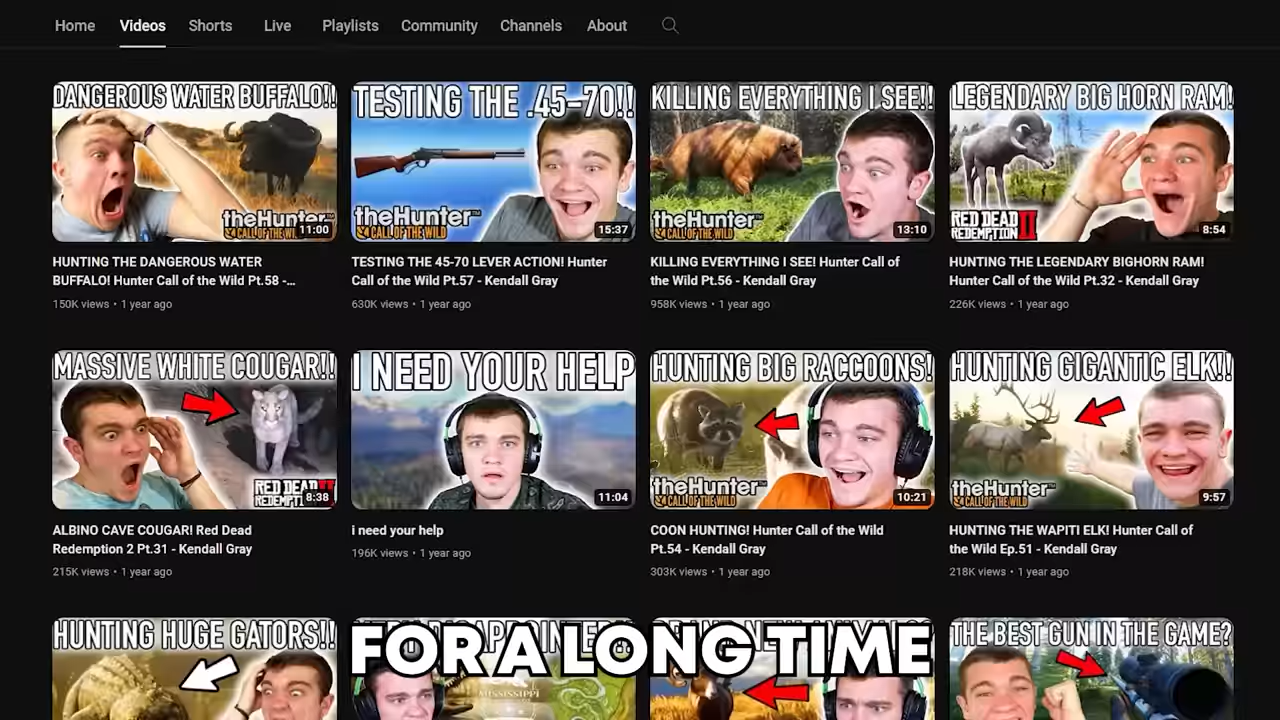 Home Videos Shorts Live Playlists Community Channels About
DANGEROUS WATER BUFFALO!!
theHunter
CALL OF THE WI
11:00
HUNTING THE DANGEROUS WATER
BUFFALO! Hunter Call of the Wild Pt.58 -...
150K views • 1 year ago
TESTING THE .45-70!!
theHunter™
CALL OF THE WILD
15:37
TESTING THE 45-70 LEVER ACTION! Hunter
Call of the Wild Pt.57 - Kendall Gray
630K views • 1 year ago
KILLING EVERYTHING I SEE!!
theHunter™
CALL OF THE WILD
13:10
KILLING EVERYTHING I SEE! Hunter Call of
the Wild Pt.56 - Kendall Gray
958K views • 1 year ago
LEGENDARY BIG HORN RAM!
RED DEAD
REDEMPTION II
8:54
HUNTING THE LEGENDARY BIGHORN RAM!
Hunter Call of the Wild Pt.32 - Kendall Gray
226K views • 1 year ago
MASSIVE WHITE COUGAR!!
RED DEAD
REDEMPTI
8:38
ALBINO CAVE COUGAR! Red Dead
Redemption 2 Pt.31 - Kendall Gray
215K views • 1 year ago
I NEED YOUR HELP
11:04
i need your help
196K views • 1 year ago
HUNTING BIG RACCOONS!
theHunter™
CALL OF THE WILD
10:21
COON HUNTING! Hunter Call of the Wild
Pt.54 - Kendall Gray
303K views • 1 year ago
HUNTING GIGANTIC ELK!!
theHunter™
CALL OF THE WILD
9:57
HUNTING THE WAPITI ELK! Hunter Call of
the Wild Ep.51 - Kendall Gray
218K views • 1 year ago
HUNTING HUGE GATORS!!
MISSISSIPPI
THE BEST GUN IN THE GAME?
FOR A LONG TIME